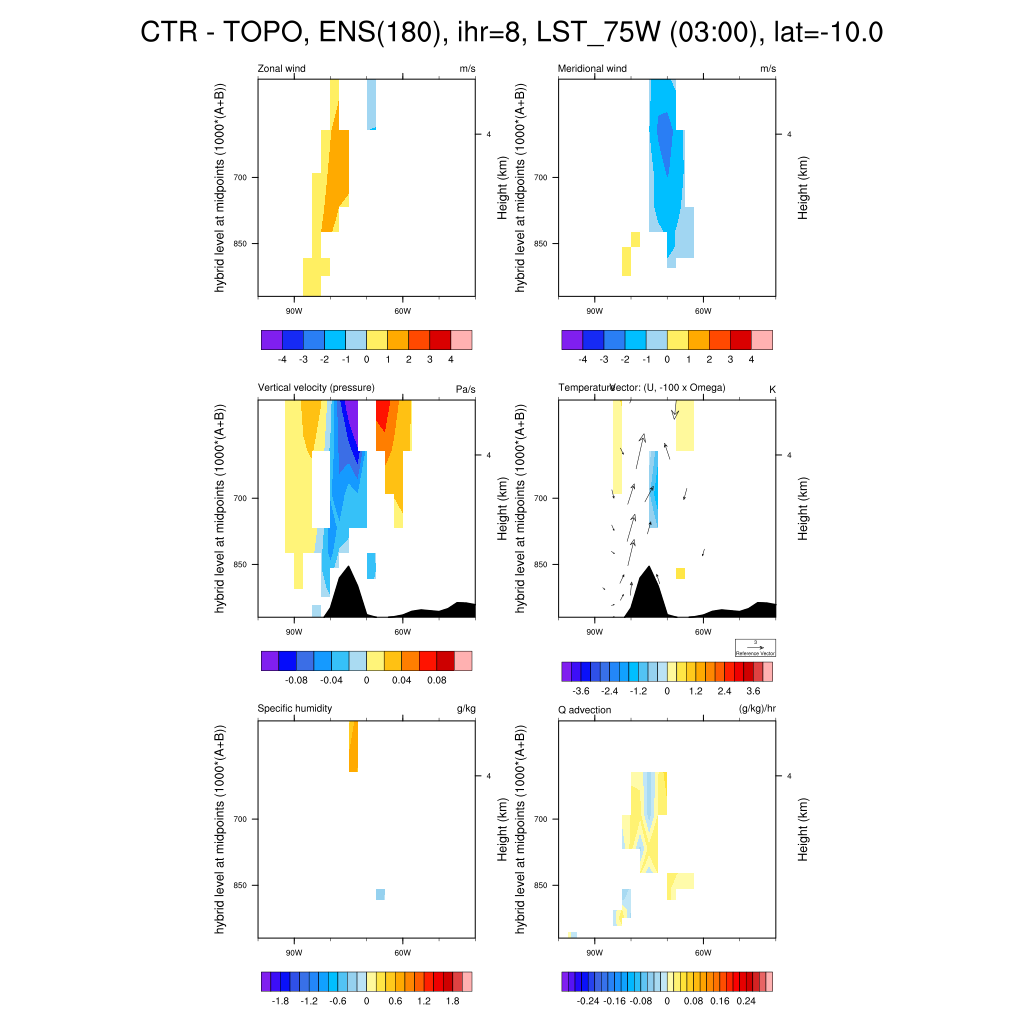 CTR - TOPO, ENS(180), ihr=8, LST_75W (03:00), lat=-10.0
Zonal wind m/s
hybrid level at midpoints (1000*(A+B))
700
850
4
Height (km)
90W 60W
-4 -3 -2 -1 0 1 2 3 4
Meridional wind m/s
hybrid level at midpoints (1000*(A+B))
700
850
4
Height (km)
90W 60W
-4 -3 -2 -1 0 1 2 3 4
Vertical velocity (pressure) Pa/s
hybrid level at midpoints (1000*(A+B))
700
850
4
Height (km)
90W 60W
-0.08 -0.04 0 0.04 0.08
Temperature Vector: (U, -100 x Omega) K
hybrid level at midpoints (1000*(A+B))
700
850
4
Height (km)
90W 60W
3
Reference Vector
-3.6 -2.4 -1.2 0 1.2 2.4 3.6
Specific humidity g/kg
hybrid level at midpoints (1000*(A+B))
700
850
4
Height (km)
90W 60W
-1.8 -1.2 -0.6 0 0.6 1.2 1.8
Q advection (g/kg)/hr
hybrid level at midpoints (1000*(A+B))
700
850
4
Height (km)
90W 60W
-0.24 -0.16 -0.08 0 0.08 0.16 0.24